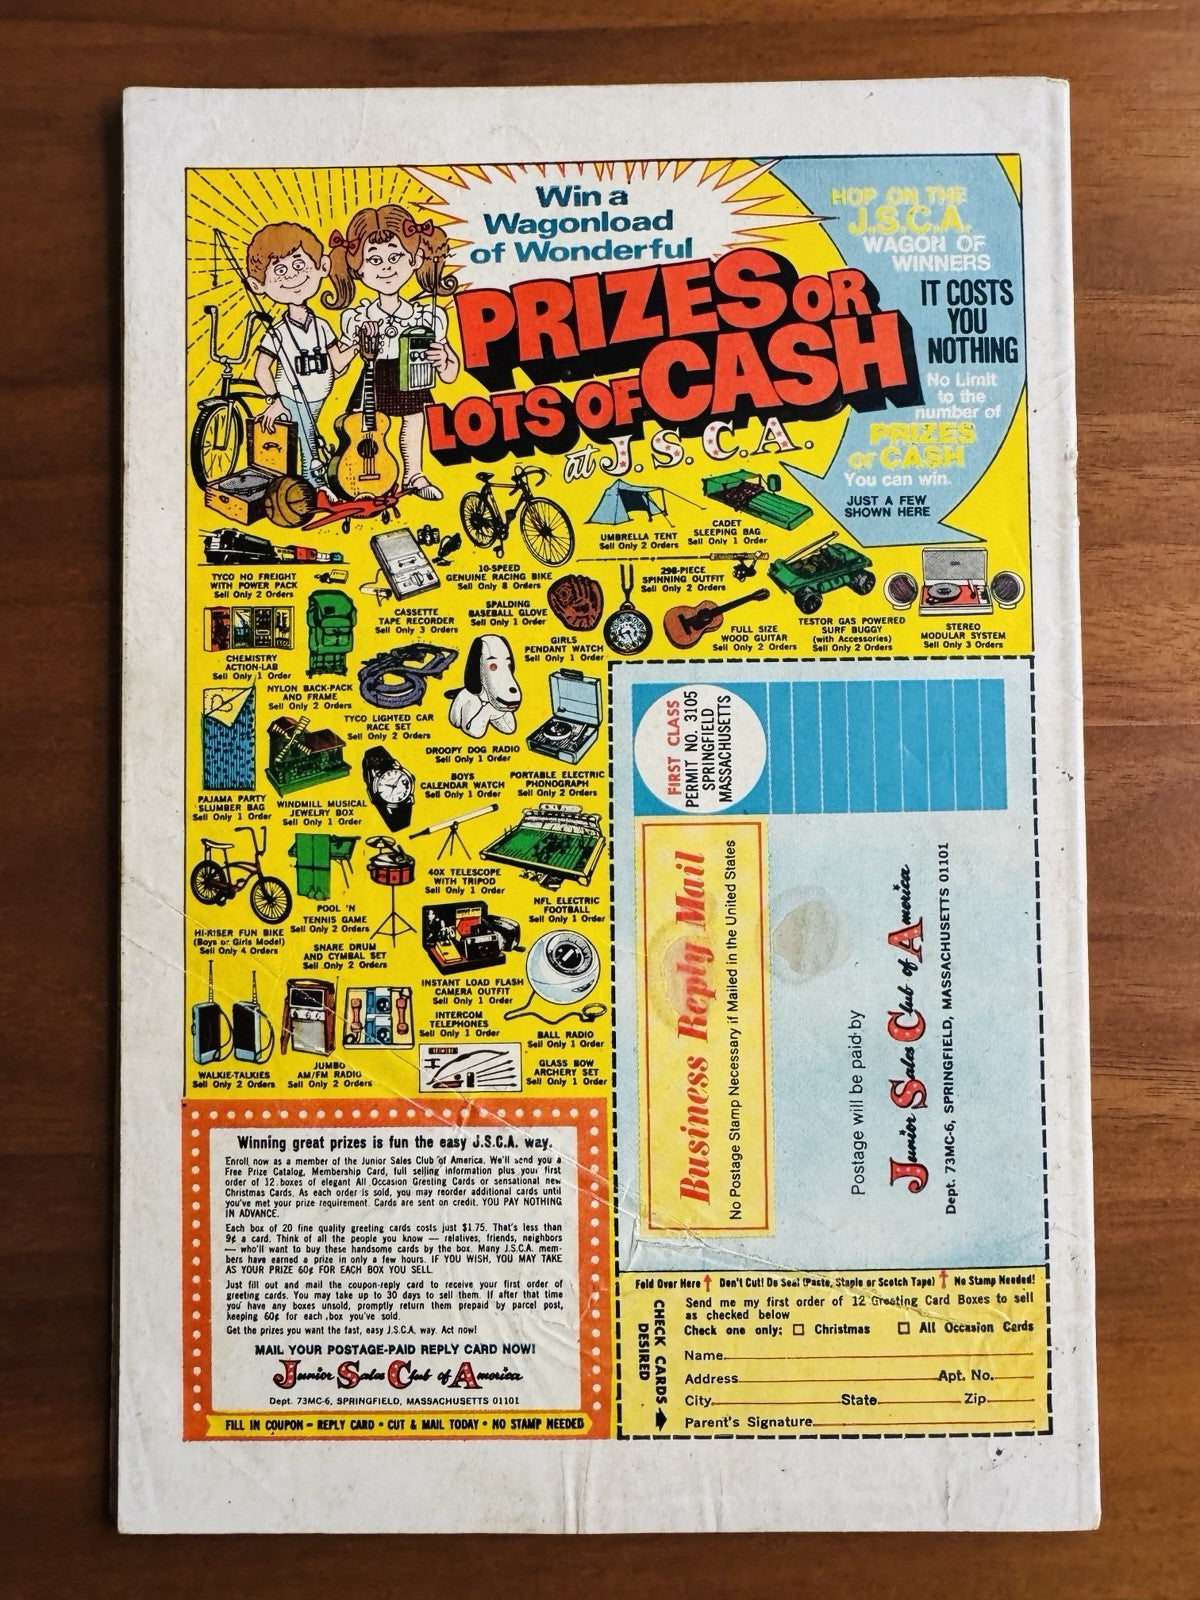 Win a
Wagonload
of Wonderful
PRIZES OR
LOTS OF CASH
at J.S.C.A.
HOP ON THE
J.S.C.A.
WAGON OF
WINNERS
IT COSTS
YOU
NOTHING
No Limit
to the
number of
PRIZES
or CASH
You can win.
JUST A FEW
SHOWN HERE
UMBRELLA TENT
Sell Only 2 Orders
CADET
SLEEPING BAG
Sell Only 1 Order
TYCO HO FREIGHT
WITH POWER PACK
Sell Only 2 Orders
CASSETTE
TAPE RECORDER
Sell Only 3 Orders
10-SPEED
GENUINE RACING BIKE
Sell Only 8 Orders
SPALDING
BASEBALL GLOVE
Sell Only 1 Order
GIRLS
PENDANT WATCH
Sell Only 1 Order
298-PIECE
SPINNING OUTFIT
Sell Only 2 Orders
FULL SIZE
WOOD GUITAR
Sell Only 2 Orders
TESTOR GAS POWERED
SURF BUGGY
(with Accessories)
Sell Only 2 Orders
STEREO
MODULAR SYSTEM
Sell Only 3 Orders
CHEMISTRY
ACTION-LAB
Sell Only 1 Order
NYLON BACK-PACK
AND FRAME
Sell Only 2 Orders
TYCO LIGHTED CAR
RACE SET
Sell Only 2 Orders
DROOPY DOG RADIO
Sell Only 1 Order
PORTABLE ELECTRIC
PHONOGRAPH
Sell Only 2 Orders
PAJAMA PARTY
SLUMBER BAG
Sell Only 1 Order
WINDMILL MUSICAL
JEWELRY BOX
Sell Only 1 Order
BOYS
CALENDAR WATCH
Sell Only 1 Order
40X TELESCOPE
WITH TRIPOD
Sell Only 1 Order
NFL ELECTRIC
FOOTBALL
Sell Only 1 Order
HI-RISER FUN BIKE
(Boys or Girls Model)
Sell Only 4 Orders
POOL 'N
TENNIS GAME
Sell Only 2 Orders
SNARE DRUM
AND CYMBAL SET
Sell Only 2 Orders
INSTANT LOAD FLASH
CAMERA OUTFIT
Sell Only 1 Order
INTERCOM
TELEPHONES
Sell Only 1 Order
BALL RADIO
Sell Only 1 Order
WALKIE-TALKIES
Sell Only 2 Orders
JUMBO
AM/FM RADIO
Sell Only 2 Orders
GLASS BOW
ARCHERY SET
Sell Only 1 Order
Winning great prizes is fun the easy J.S.C.A. way.
Enroll now as a member of the Junior Sales Club of America. We'll send you a
Free Prize Catalog, Membership Card, full selling information plus your first
order of 12 boxes of elegant All Occasion Greeting Cards or sensational new
Christmas Cards. As each order is sold, you may reorder additional cards until
you've met your prize requirement. Cards are sent on credit. YOU PAY NOTHING
IN ADVANCE.
Each box of 20 fine quality greeting cards costs just $1.75. That's less than
9¢ a card. Think of all the people you know — relatives, friends, neighbors
— who'll want to buy these handsome cards by the box. Many J.S.C.A. mem-
bers have earned a prize in only a few hours. IF YOU WISH, YOU MAY TAKE
AS YOUR PRIZE 60¢ FOR EACH BOX YOU SELL.
Just fill out and mail the coupon-reply card to receive your first order of
greeting cards. You may take up to 30 days to sell them. If after that time
you have any boxes unsold, promptly return them prepaid by parcel post,
keeping 60¢ for each box you've sold.
Get the prizes you want the fast, easy J.S.C.A. way. Act now!
MAIL YOUR POSTAGE-PAID REPLY CARD NOW!
Junior Sales Club of America
Dept. 73MC-6, SPRINGFIELD, MASSACHUSETTS 01101
FILL IN COUPON – REPLY CARD • CUT & MAIL TODAY • NO STAMP NEEDED
FIRST CLASS
PERMIT NO. 3105
SPRINGFIELD
MASSACHUSETTS
Business Reply Mail
No Postage Stamp Necessary if Mailed in the United States
Postage will be paid by
Junior Sales Club of America
Dept. 73MC-6, SPRINGFIELD, MASSACHUSETTS 01101
Fold Over Here ↑ Don't Cut! Do Seal (Paste, Staple or Scotch Tape) ↑ No Stamp Needed!
Send me my first order of 12 Greeting Card Boxes to sell
as checked below
Check one only: ☐ Christmas ☐ All Occasion Cards
CHECK CARDS
DESIRED
Name
Address Apt. No.
City State Zip
Parent's Signature